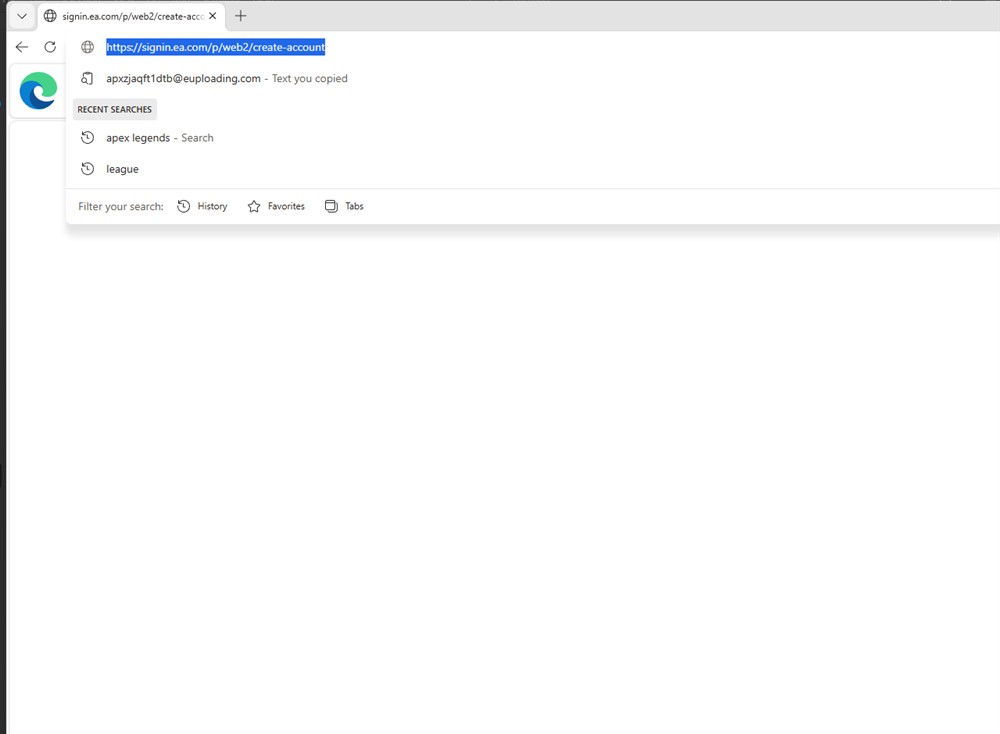 signin.ea.com/p/web2/create-acco
https://signin.ea.com/p/web2/create-account
apxzjaqft1dtb@euploading.com - Text you copied
RECENT SEARCHES
apex legends - Search
league
Filter your search: History Favorites Tabs